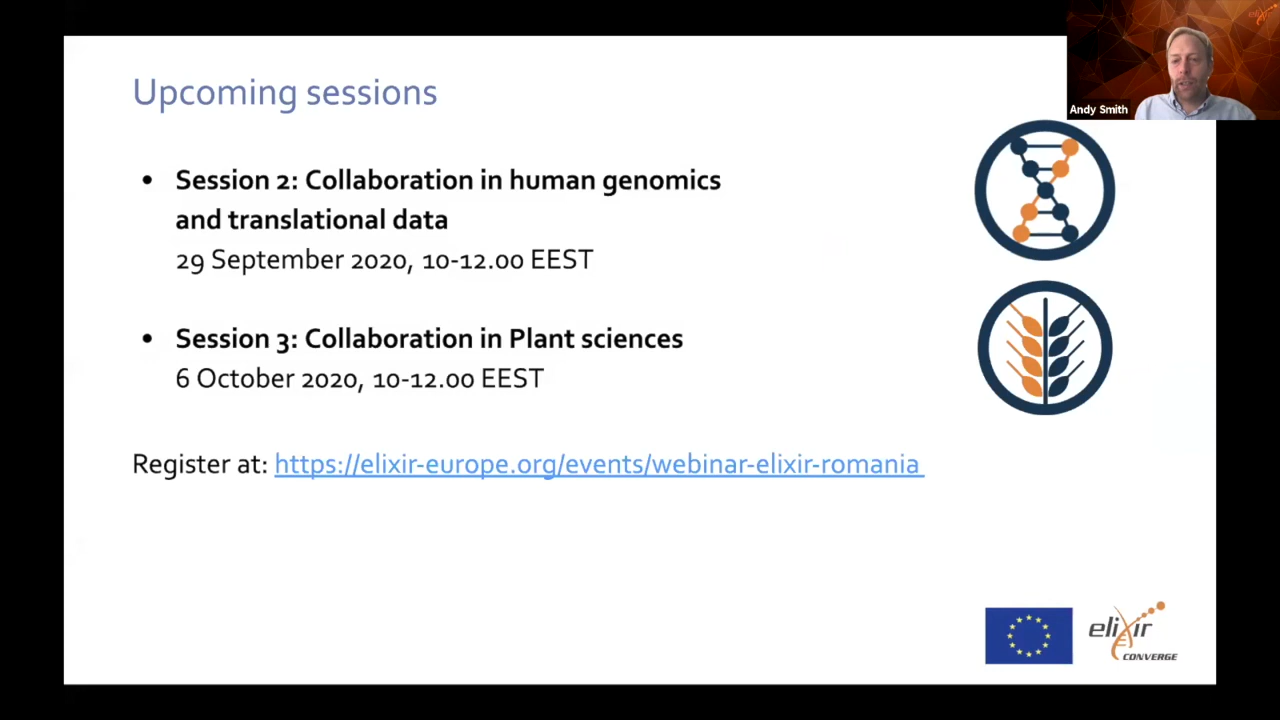 Upcoming sessions
Andy Smith
• Session 2: Collaboration in human genomics
and translational data
29 September 2020, 10-12.00 EEST
• Session 3: Collaboration in Plant sciences
6 October 2020, 10-12.00 EEST
Register at: https://elixir-europe.org/events/webinar-elixir-romania
elixir
CONVERGE